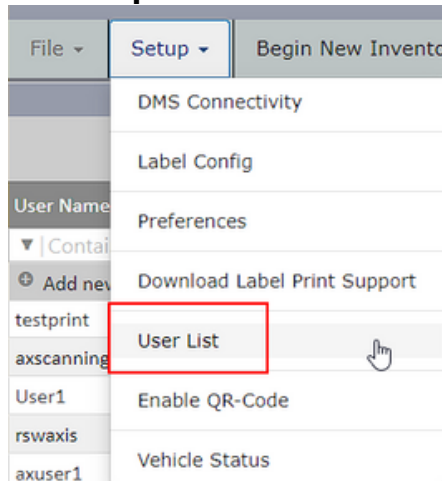 File Setup Begin New Invento
DMS Connectivity
Label Config
User Name
Preferences
Contai
Add new
Download Label Print Support
testprint
User List
axscanning
User1
Enable QR-Code
rswaxis
Vehicle Status
axuser1